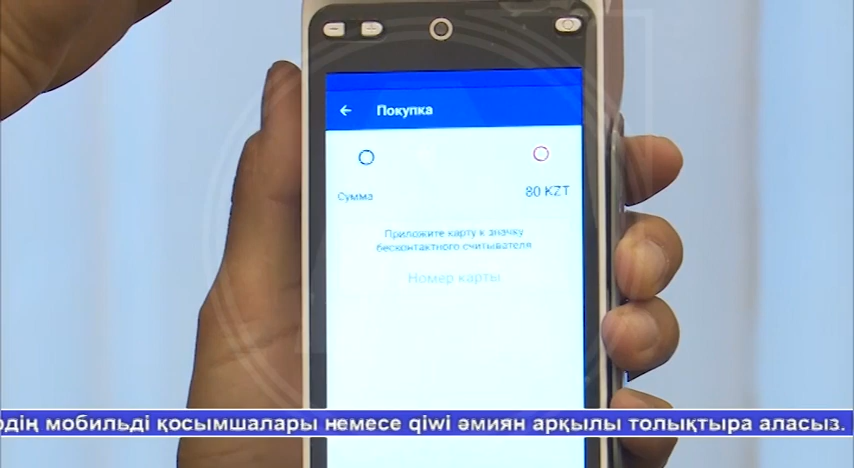 Покупка
Сумма 80 KZT
Приложите карту к значку
бесконтактного считывателя
Номер карты
мобильді қосымшалары немесе qiwi әмиян арқылы толықтыра аласыз.